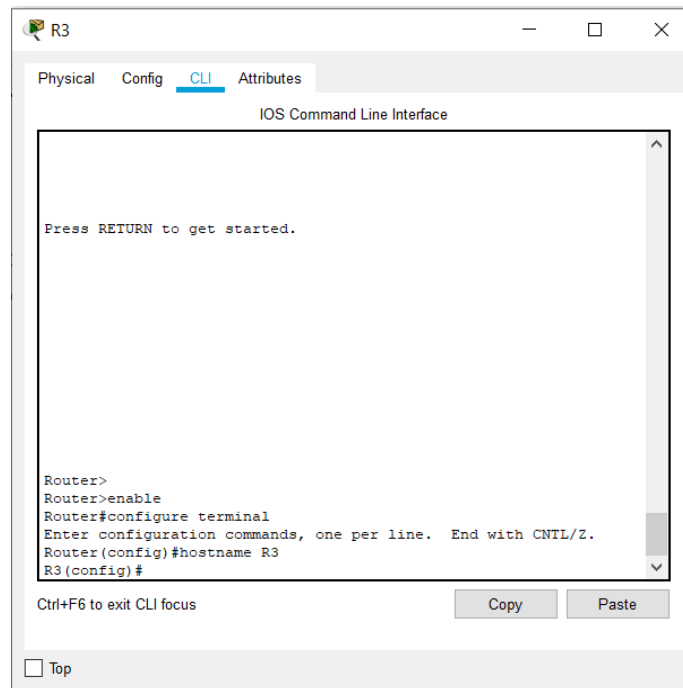 R3
Physical Config CLI Attributes
IOS Command Line Interface
Press RETURN to get started.
Router>
Router>enable
Router#configure terminal
Enter configuration commands, one per line.  End with CNTL/Z.
Router(config)#hostname R3
R3(config)#
Ctrl+F6 to exit CLI focus Copy Paste
Top